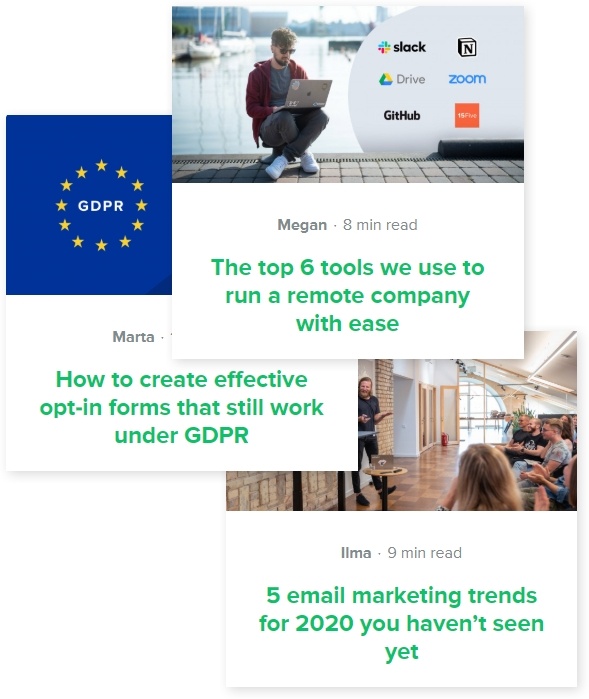 slack
N
Drive
zoom
GitHub
15Five
Megan · 8 min read
The top 6 tools we use to
run a remote company
with ease
GDPR
Marta ·
How to create effective
opt-in forms that still work
under GDPR
Ilma · 9 min read
5 email marketing trends
for 2020 you haven’t seen
yet